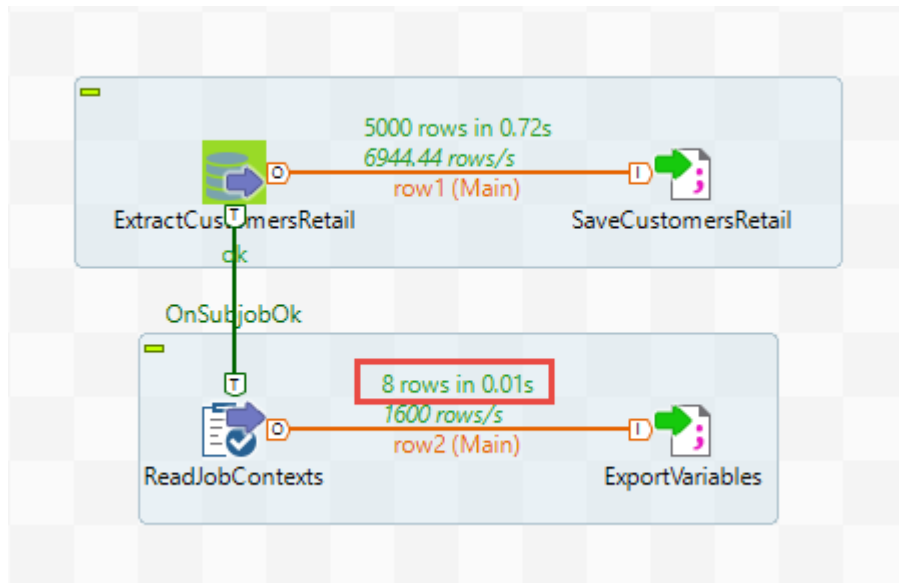 5000 rows in 0.72s
6944.44 rows/s
O
I
row1 (Main)
T
ExtractCustomersRetail
SaveCustomersRetail
ok
OnSubjobOk
T
8 rows in 0.01s
1600 rows/s
O
I
row2 (Main)
ReadJobContexts
ExportVariables